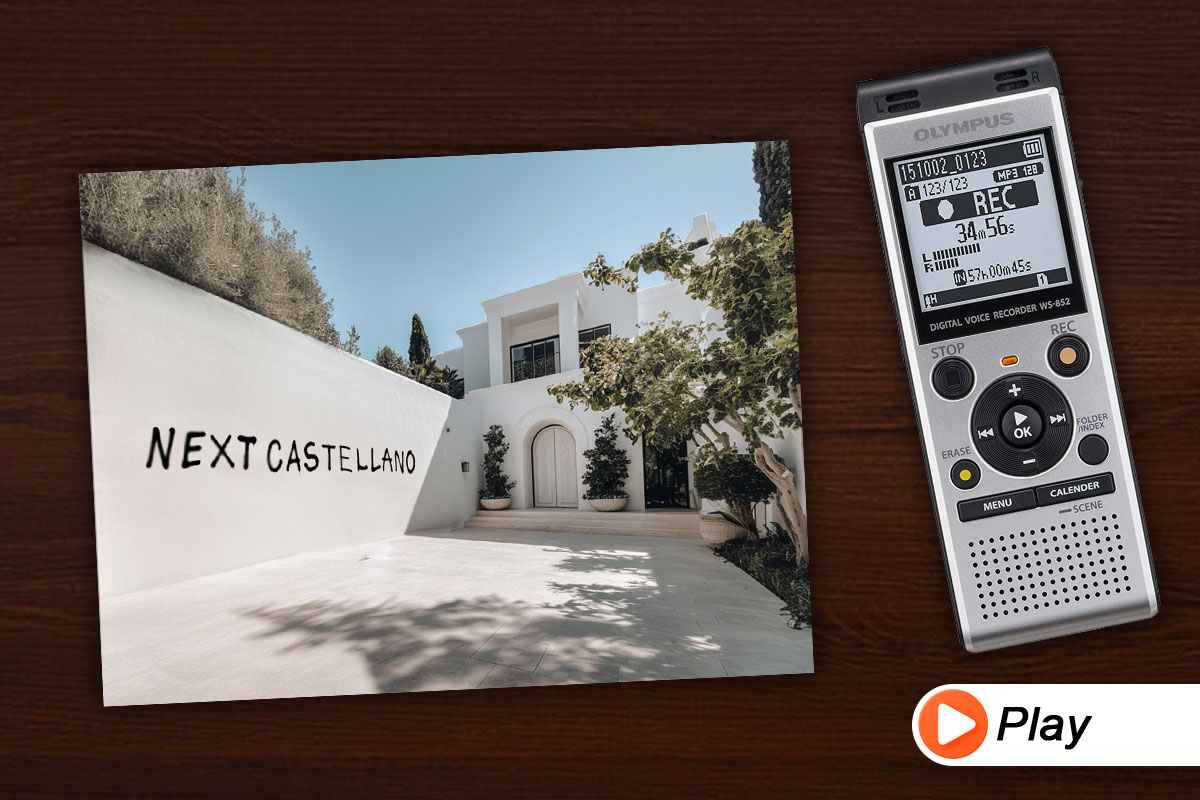 NEXT CASTELLANO
L R
OLYMPUS
151002_0123
A 123/123 MP3 128
REC
34m56s
L
R
IN 57h00m45s
H 1
DIGITAL VOICE RECORDER WS-852
STOP REC
+
OK
−
FOLDER
/INDEX
ERASE
MENU CALENDER
SCENE
Play